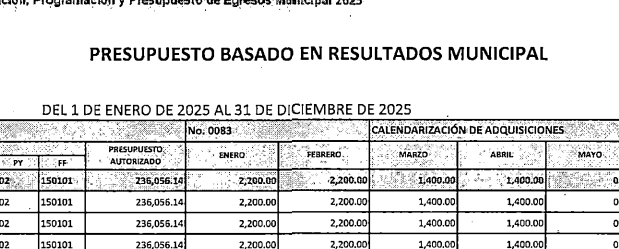 Programación y Presupuesto de Egresos Municipal 2025
PRESUPUESTO BASADO EN RESULTADOS MUNICIPAL
DEL 1 DE ENERO DE 2025 AL 31 DE DICIEMBRE DE 2025
No. 0083 CALENDARIZACIÓN DE ADQUISICIONES
PY FF PRESUPUESTO AUTORIZADO ENERO FEBRERO MARZO ABRIL MAYO
02 150101 236,056.14 2,200.00 2,200.00 1,400.00 1,400.00 0
02 150101 236,056.14 2,200.00 2,200.00 1,400.00 1,400.00 0
02 150101 236,056.14 2,200.00 2,200.00 1,400.00 1,400.00 0
02 150101 236,056.14 2,200.00 2,200.00 1,400.00 1,400.00 0